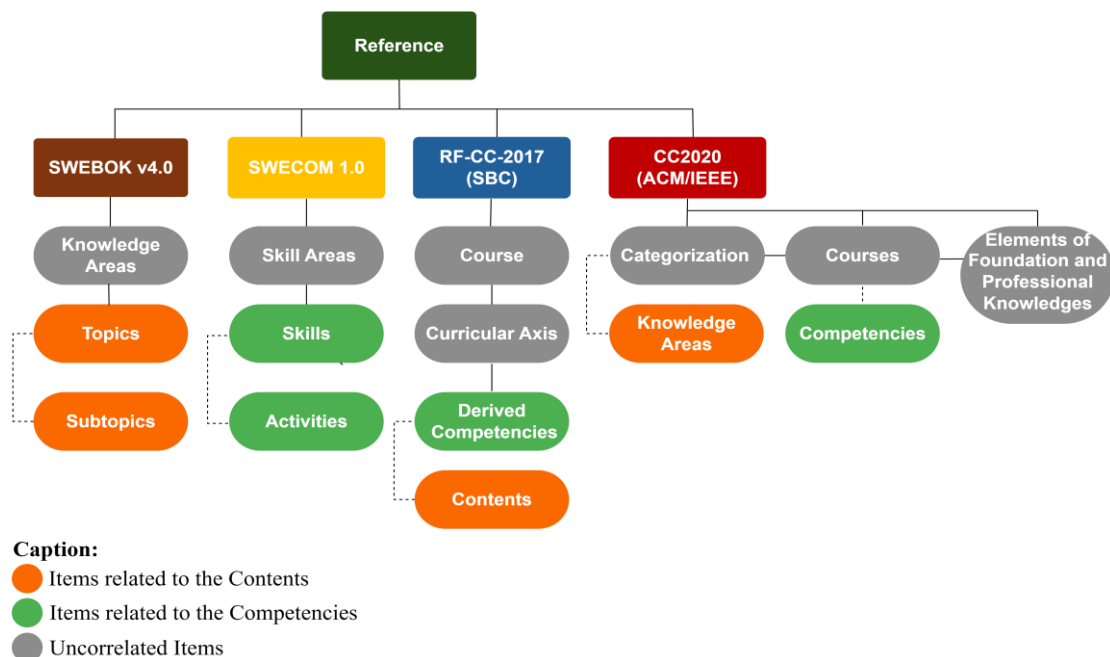 Reference
SWEBOK v4.0
SWECOM 1.0
RF-CC-2017
(SBC)
CC2020
(ACM/IEEE)
Knowledge
Areas
Skill Areas
Course
Categorization
Courses
Elements of
Foundation and
Professional
Knowledges
Topics
Skills
Curricular Axis
Knowledge
Areas
Competencies
Subtopics
Activities
Derived
Competencies
Contents
Caption:
Items related to the Contents
Items related to the Competencies
Uncorrelated Items